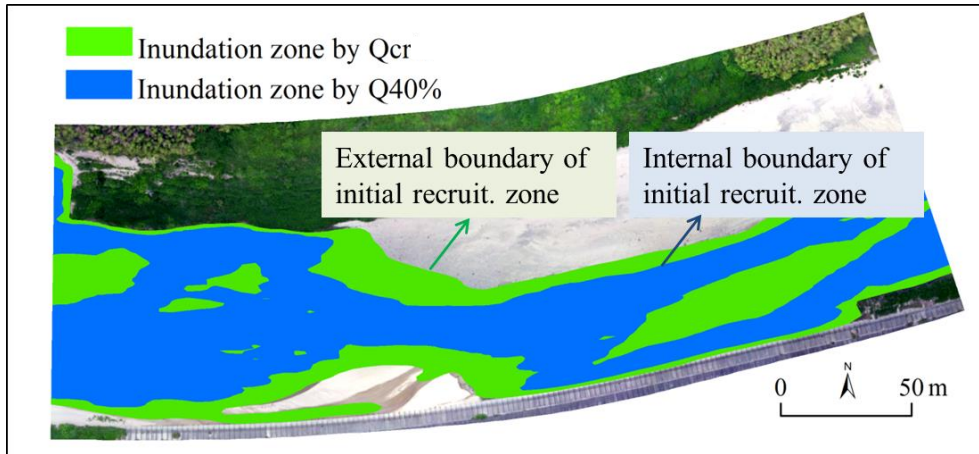 Inundation zone by Qcr
Inundation zone by Q40%
External boundary of
initial recruit. zone
Internal boundary of
initial recruit. zone
N
0 50 m